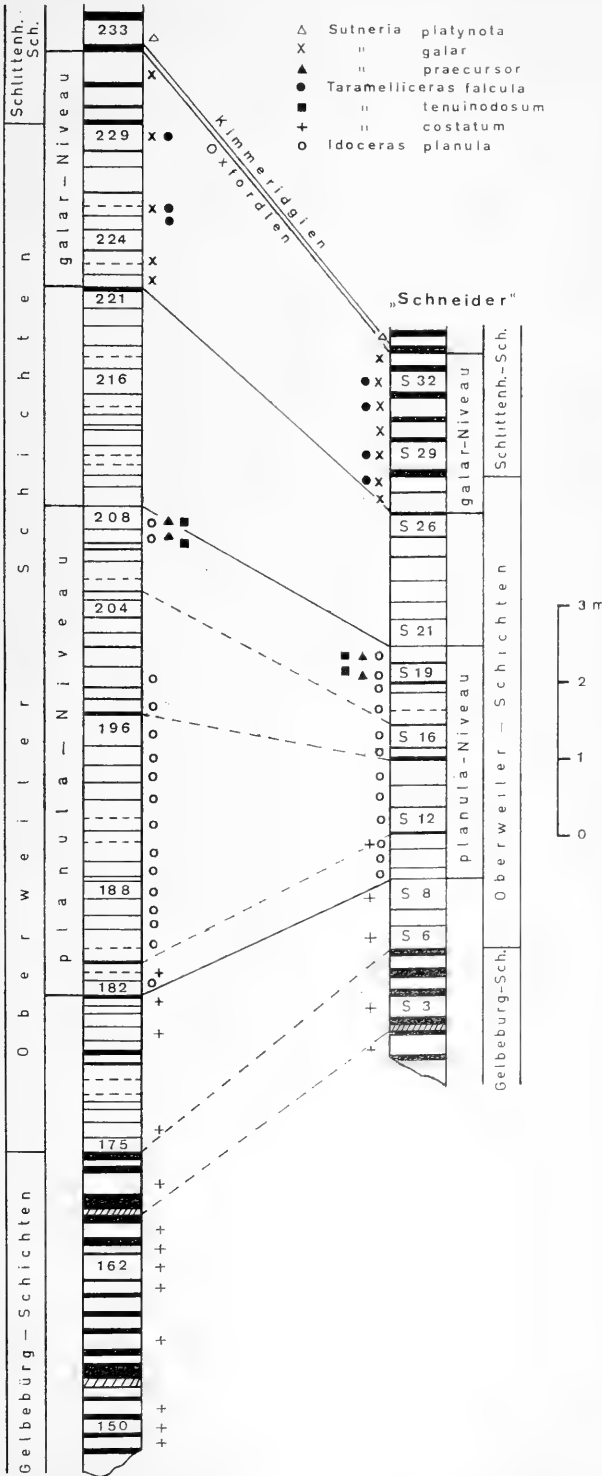 △ Sutneria platynota
x " galar
▲ " praecursor
● Taramelliceras falcula
■ " tenuinodosum
+ " costatum
o Idoceras planula
Schlittenh. Sch.
Oberweiler Schichten
Gelbebürg – Schichten
galar – Niveau
planula – Niveau
233
229
224
221
216
208
204
196
188
182
175
162
150
Kimmeridgien
Oxfordien
„Schneider"
S 32
S 29
S 26
S 21
S 19
S 16
S 12
S 8
S 6
S 3
galar-Niveau
planula-Niveau
Schlittenh.-Sch.
Oberweiler-Schichten
Gelbeburg-Sch.
3 m
2
1
0